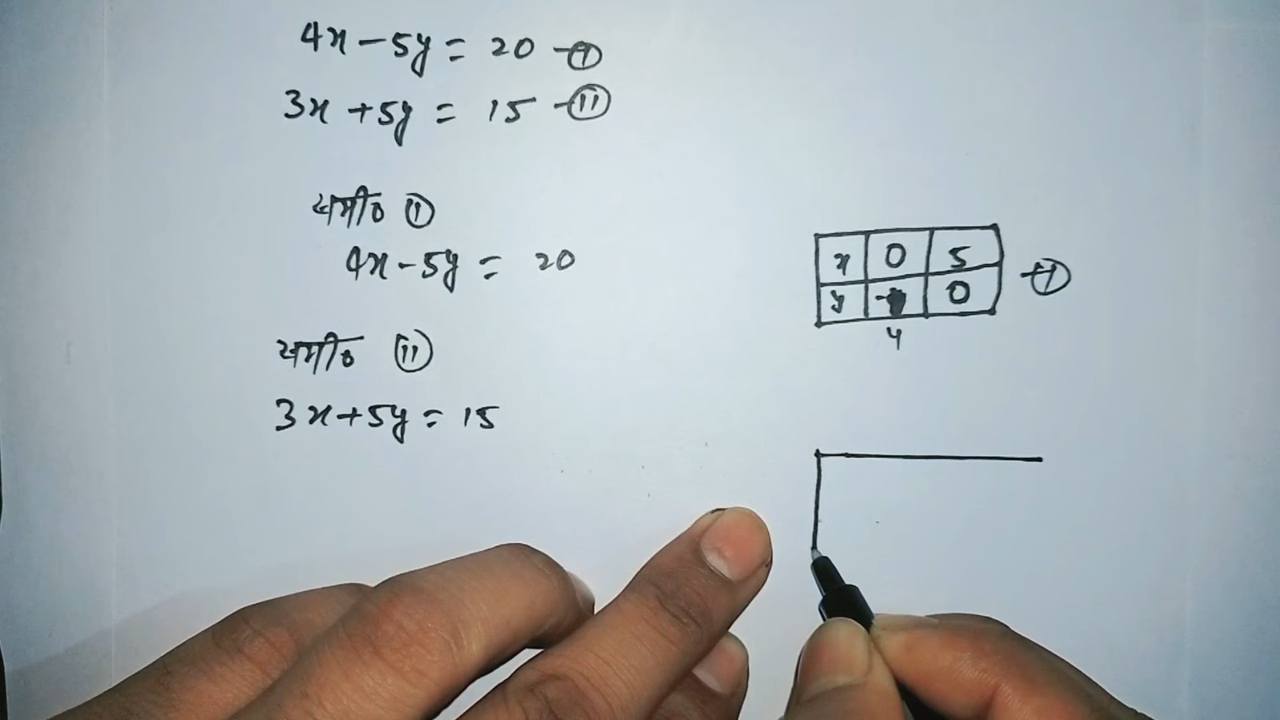 4x - 5y = 20 - (I)
3x + 5y = 15 - (II)
समी० (I)
4x - 5y = 20
x 0 5
y - 0 - (I)
4
समी० (II)
3x + 5y = 15